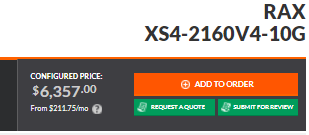 RAX
XS4-2160V4-10G
CONFIGURED PRICE:
$6,357.00
From $211.75/mo ?
ADD TO ORDER
REQUEST A QUOTE
SUBMIT FOR REVIEW